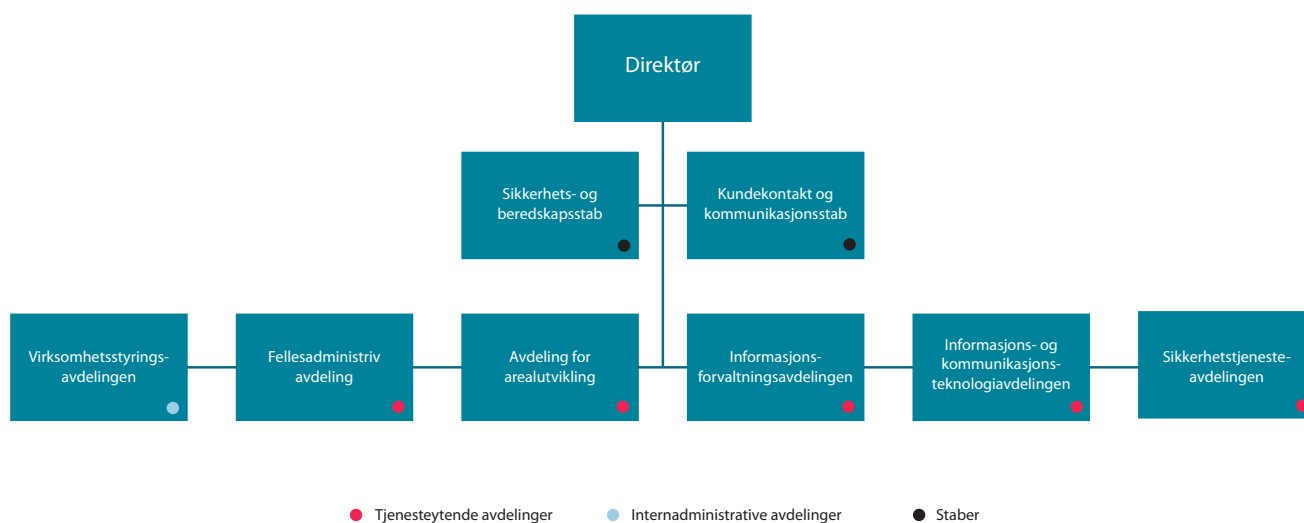 Direktør
Sikkerhets- og
beredskapsstab
Kundekontakt og
kommunikasjonsstab
Virksomhetsstyrings-
avdelingen
Fellesadministriv
avdeling
Avdeling for
arealutvikling
Informasjons-
forvaltningsavdelingen
Informasjons- og
kommunikasjons-
teknologiavdelingen
Sikkerhetstjeneste-
avdelingen
Tjenesteytende avdelinger
Internadministrative avdelinger
Staber